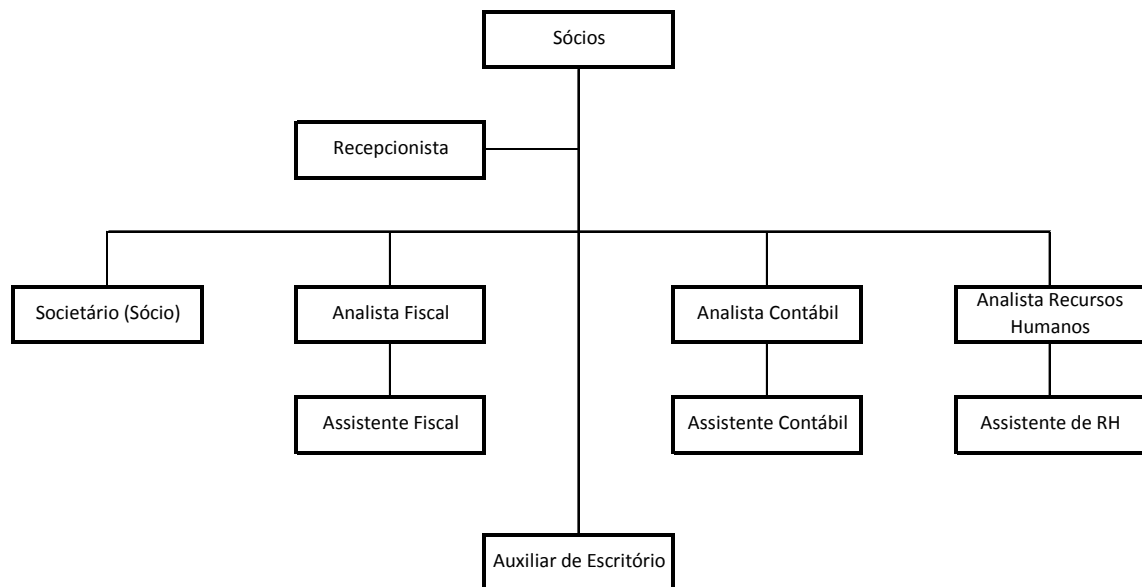 Sócios
Recepcionista
Societário (Sócio)
Analista Fiscal
Analista Contábil
Analista Recursos
Humanos
Assistente Fiscal
Assistente Contábil
Assistente de RH
Auxiliar de Escritório